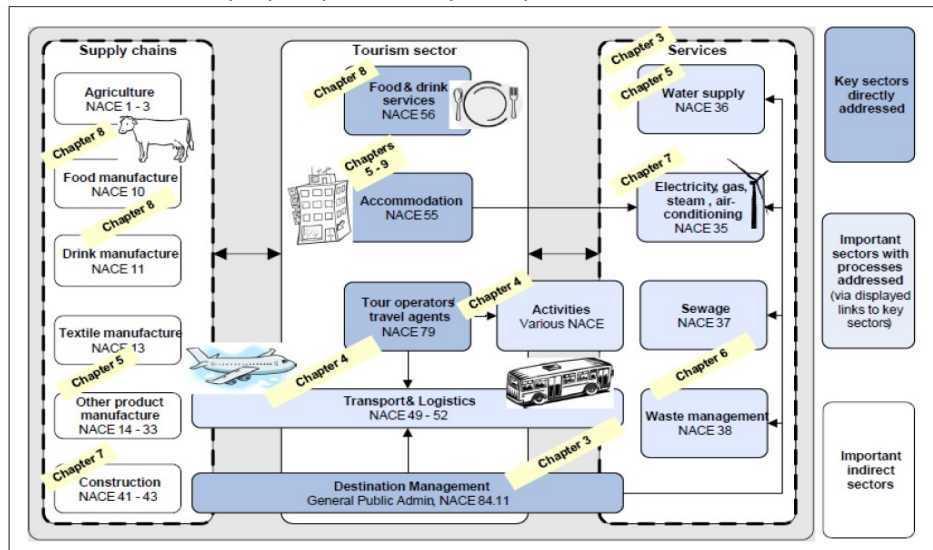 Supply chains
Agriculture
NACE 1 - 3
Chapter 8
Food manufacture
NACE 10
Chapter 8
Drink manufacture
NACE 11
Textile manufacture
NACE 13
Chapter 5
Other product
manufacture
NACE 14 - 33
Chapter 7
Construction
NACE 41 - 43
Tourism sector
Chapter 8
Food & drink
services
NACE 56
Chapters
5 - 9
Accommodation
NACE 55
Tour operators
travel agents
NACE 79
Chapter 4
Activities
Various NACE
Chapter 4
Transport & Logistics
NACE 49 - 52
Chapter 3
Destination Management
General Public Admin, NACE 84.11
Chapter 3
Services
Chapter 5
Water supply
NACE 36
Chapter 7
Electricity, gas,
steam , air-
conditioning
NACE 35
Sewage
NACE 37
Chapter 6
Waste management
NACE 38
Key sectors
directly
addressed
Important
sectors with
processes
addressed
(via displayed
links to key
sectors)
Important
indirect
sectors